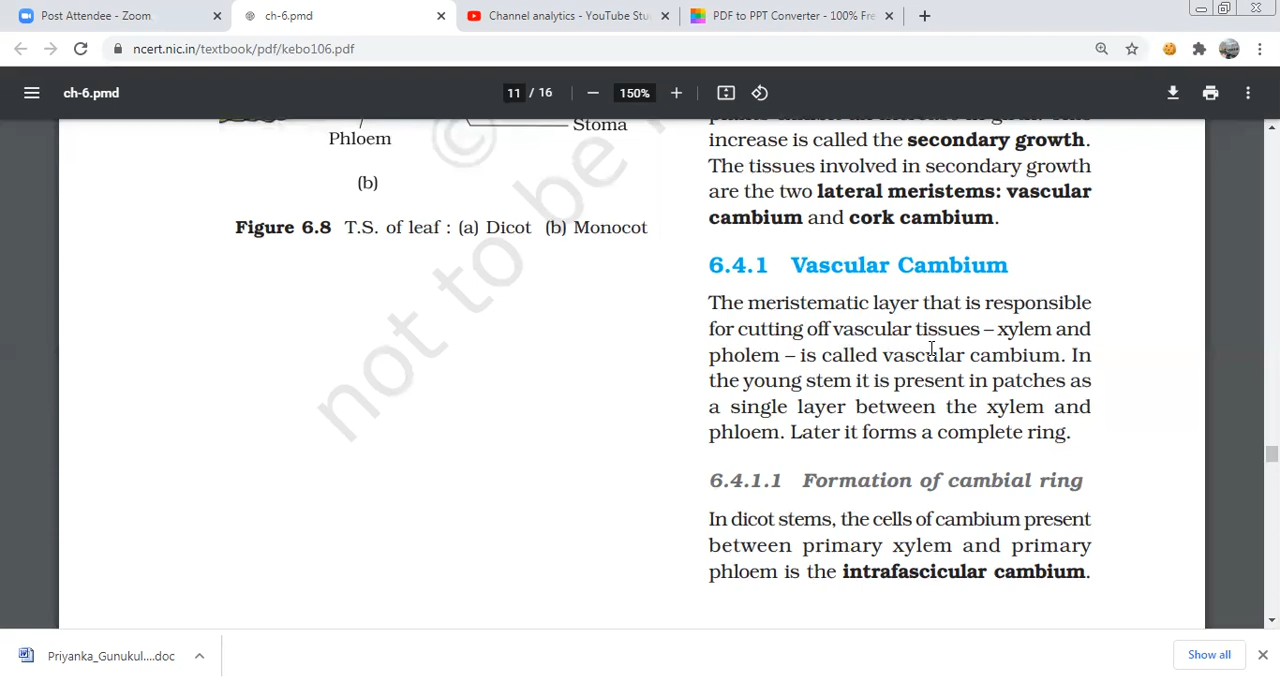 Post Attendee - Zoom
ch-6.pmd
Channel analytics - YouTube Stu
PDF to PPT Converter - 100% Fre
ncert.nic.in/textbook/pdf/kebo106.pdf
ch-6.pmd
11 / 16
150%
Phloem
Stoma
(b)
Figure 6.8 T.S. of leaf : (a) Dicot (b) Monocot
©
not to be
increase is called the secondary growth.
The tissues involved in secondary growth
are the two lateral meristems: vascular
cambium and cork cambium.
6.4.1 Vascular Cambium
The meristematic layer that is responsible
for cutting off vascular tissues – xylem and
pholem – is called vascular cambium. In
the young stem it is present in patches as
a single layer between the xylem and
phloem. Later it forms a complete ring.
6.4.1.1 Formation of cambial ring
In dicot stems, the cells of cambium present
between primary xylem and primary
phloem is the intrafascicular cambium.
Priyanka_Gunukul....doc
Show all